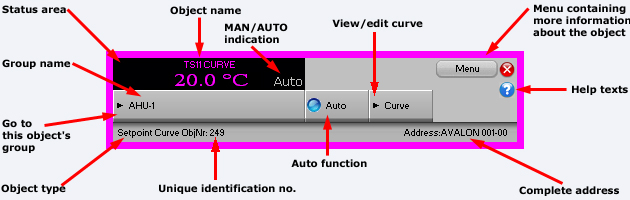 Status area
Object name
MAN/AUTO
indication
View/edit curve
Menu containing
more information
about the object
TS11 CURVE
20.0 °C
Auto
Menu
Group name
Help texts
AHU-1
Auto
Curve
Go to
this object's
group
Setpoint Curve ObjNr: 249
Address:AVALON 001-00
Auto function
Object type
Unique identification no.
Complete address